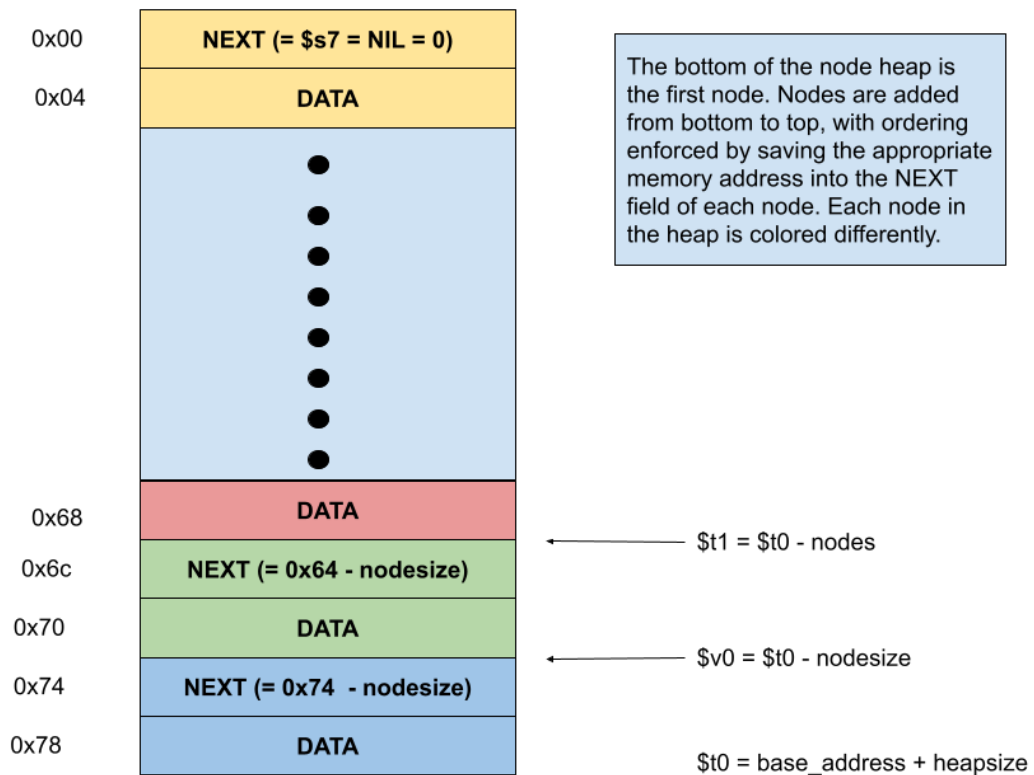 0x00
NEXT (= $s7 = NIL = 0)
0x04
DATA
The bottom of the node heap is
the first node. Nodes are added
from bottom to top, with ordering
enforced by saving the appropriate
memory address into the NEXT
field of each node. Each node in
the heap is colored differently.
0x68
DATA
$t1 = $t0 - nodes
0x6c
NEXT (= 0x64 - nodesize)
0x70
DATA
$v0 = $t0 - nodesize
0x74
NEXT (= 0x74 - nodesize)
0x78
DATA
$t0 = base_address + heapsize